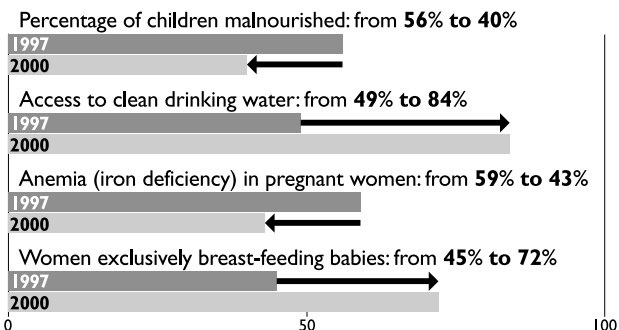 Percentage of children malnourished: from 56% to 40%
1997
2000
Access to clean drinking water: from 49% to 84%
1997
2000
Anemia (iron deficiency) in pregnant women: from 59% to 43%
1997
2000
Women exclusively breast-feeding babies: from 45% to 72%
1997
2000
0 50 100